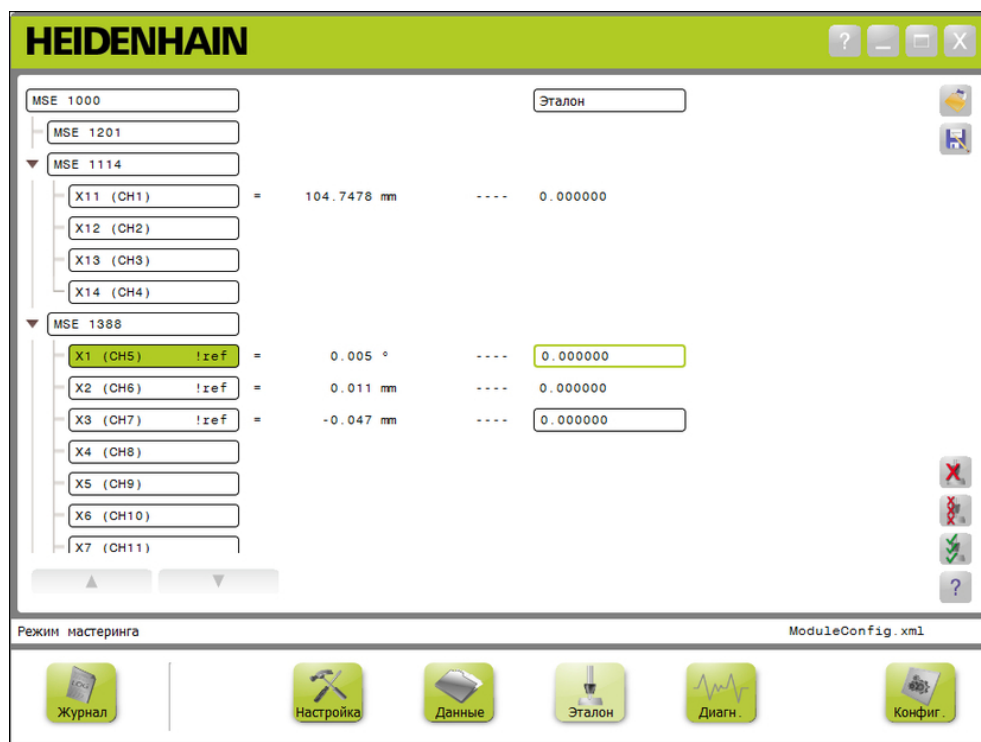 HEIDENHAIN ? X
MSE 1000 Эталон
MSE 1201
MSE 1114
X11 (CH1) = 104.7478 mm ---- 0.000000
X12 (CH2)
X13 (CH3)
X14 (CH4)
MSE 1388
X1 (CH5) !ref = 0.005 ° ---- 0.000000
X2 (CH6) !ref = 0.011 mm ---- 0.000000
X3 (CH7) !ref = -0.047 mm ---- 0.000000
X4 (CH8)
X5 (CH9)
X6 (CH10)
X7 (CH11)
?
Режим мастеринга ModuleConfig.xml
LOG
Журнал Настройка Данные Эталон Диагн. Конфиг.